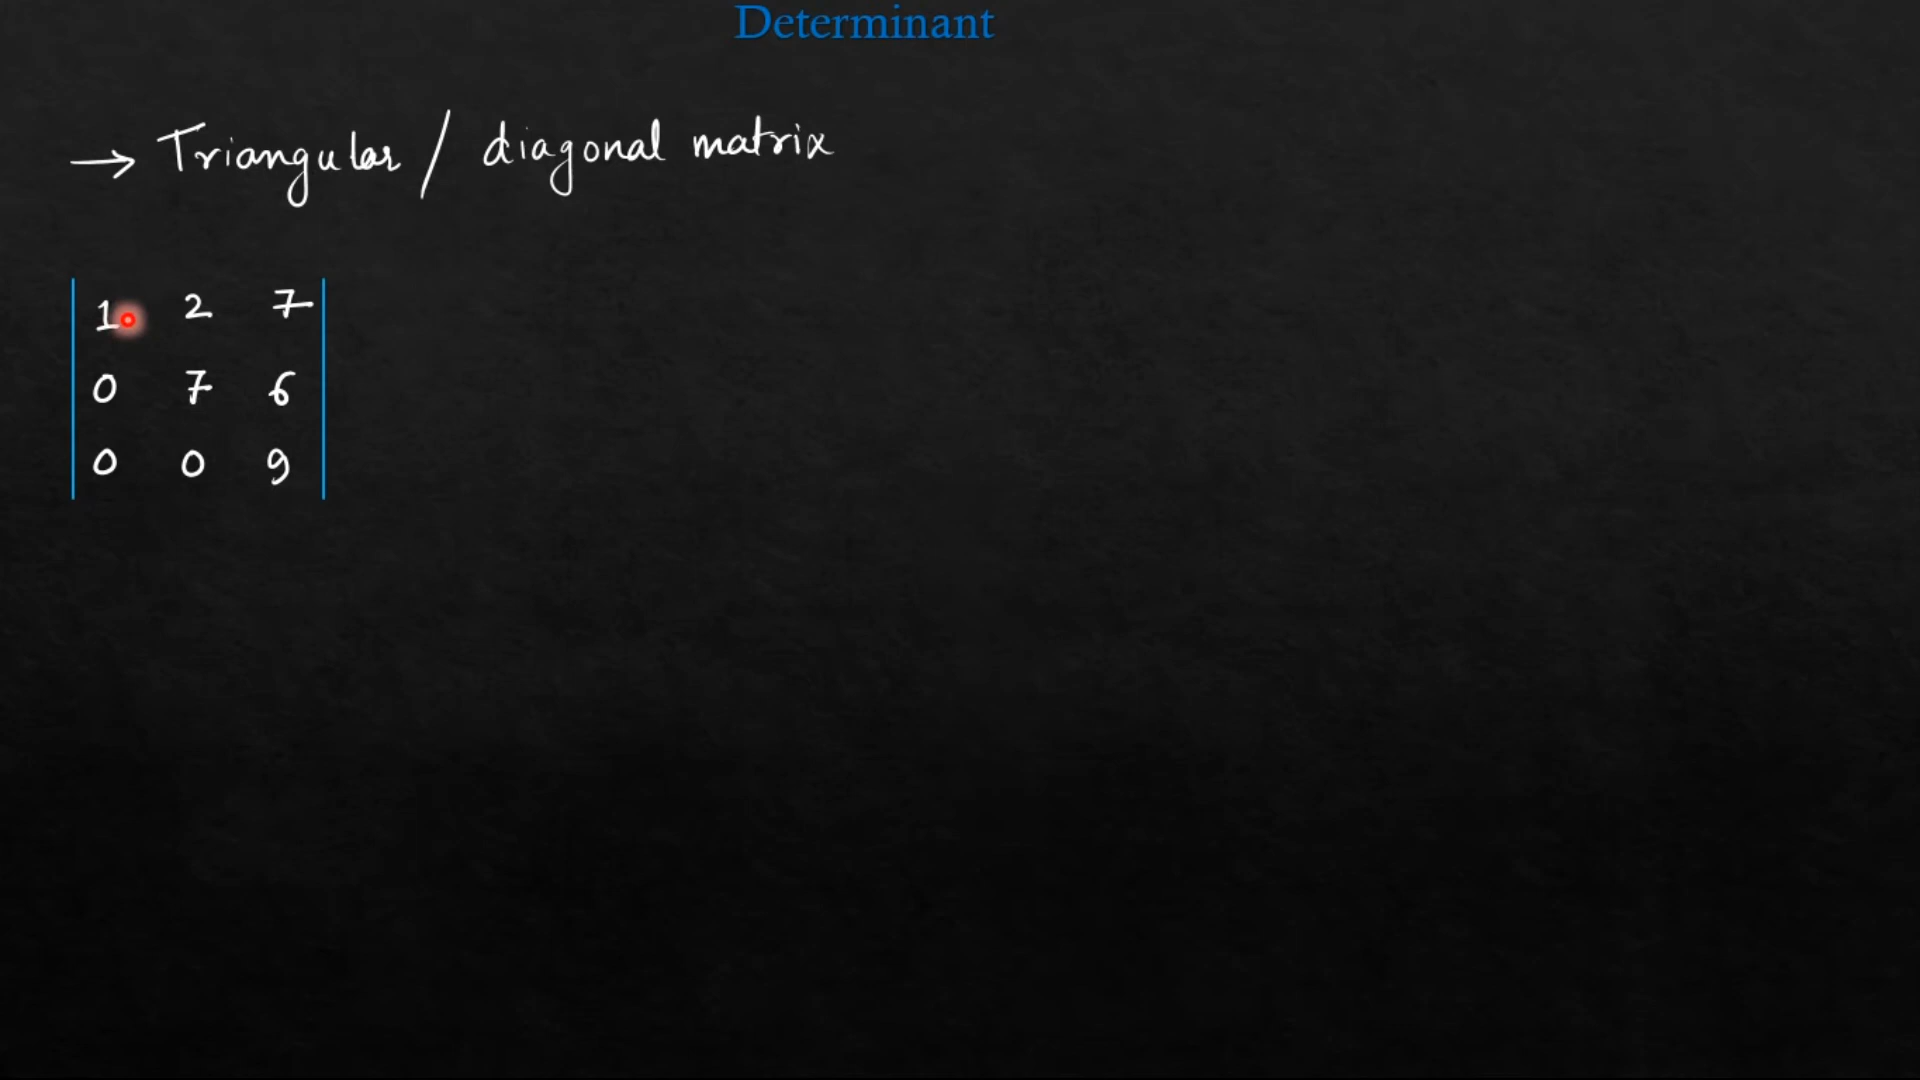 Determinant
→ Triangular / diagonal matrix
1 2 7
0 7 6
0 0 9